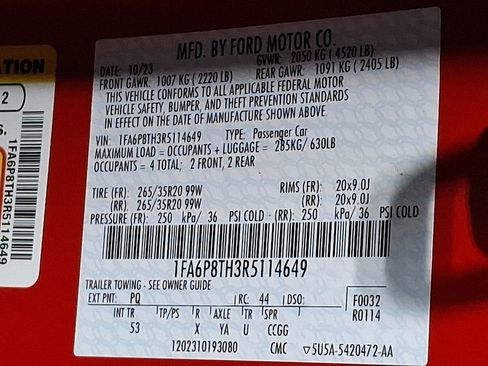 MFD. BY FORD MOTOR CO.
DATE: 10/23 GVWR: 2050 KG ( 4520 LB)
FRONT GAWR: 1007 KG ( 2220 LB) REAR GAWR: 1091 KG ( 2405 LB)
THIS VEHICLE CONFORMS TO ALL APPLICABLE FEDERAL MOTOR
VEHICLE SAFETY, BUMPER, AND THEFT PREVENTION STANDARDS
IN EFFECT ON THE DATE OF MANUFACTURE SHOWN ABOVE.
VIN: 1FA6P8TH3R5114649 TYPE: Passenger Car
MAXIMUM LOAD = OCCUPANTS + LUGGAGE = 285KG/ 630LB
OCCUPANTS = 4 TOTAL; 2 FRONT, 2 REAR
TIRE (FR): 265/35R20 99W RIMS (FR): 20x9.0J
(RR): 265/35R20 99W (RR): 20x9.0J
PRESSURE (FR): 250 kPa/ 36 PSI COLD (RR): 250 kPa/ 36 PSI COLD
1FA6P8TH3R5114649
TRAILER TOWING - SEE OWNER GUIDE
EXT PNT: PQ RC: 44 DSO: F0032
INT TR TP/PS R AXLE TR SPR R0114
53 X YA U CCGG
1202310193080 CMC ▽5U5A-5420472-AA
ATION
2
S.
1FA6P8TH3R5114649